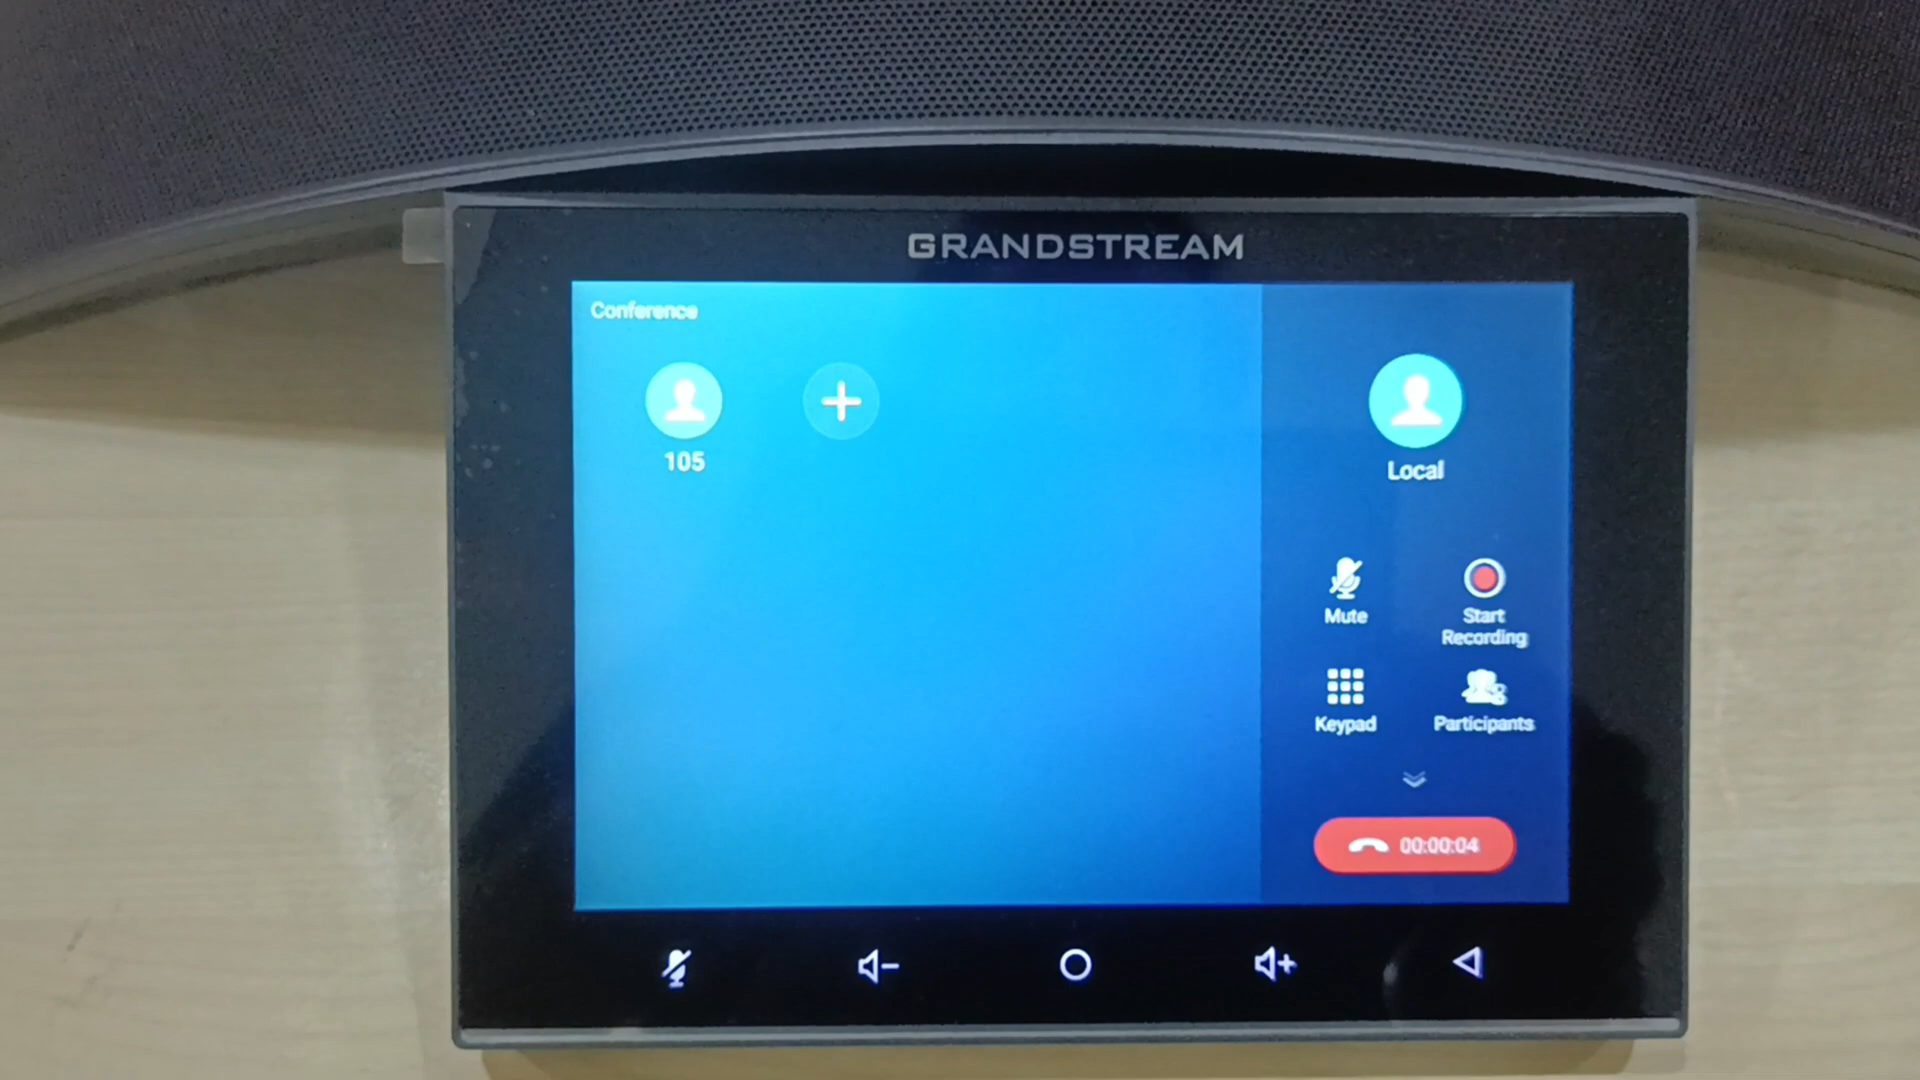 GRANDSTREAM
Conference
105
Local
Mute
Start
Recording
Keypad
Participants
00:00:04